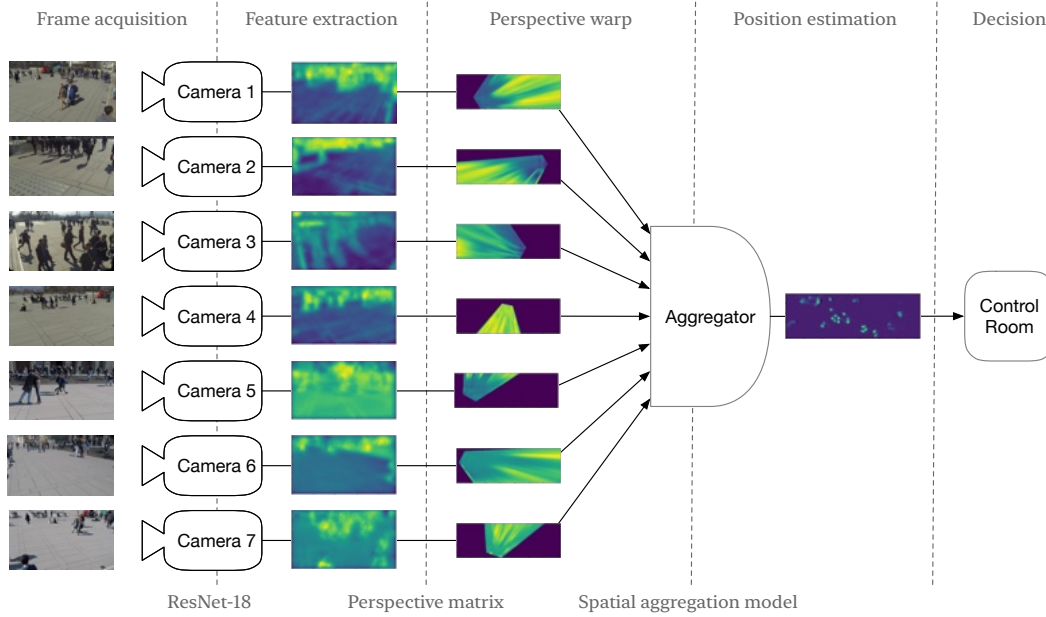 Frame acquisition
Feature extraction
Perspective warp
Position estimation
Decision
Camera 1
Camera 2
Camera 3
Camera 4
Camera 5
Camera 6
Camera 7
Aggregator
Control
Room
ResNet-18
Perspective matrix
Spatial aggregation model